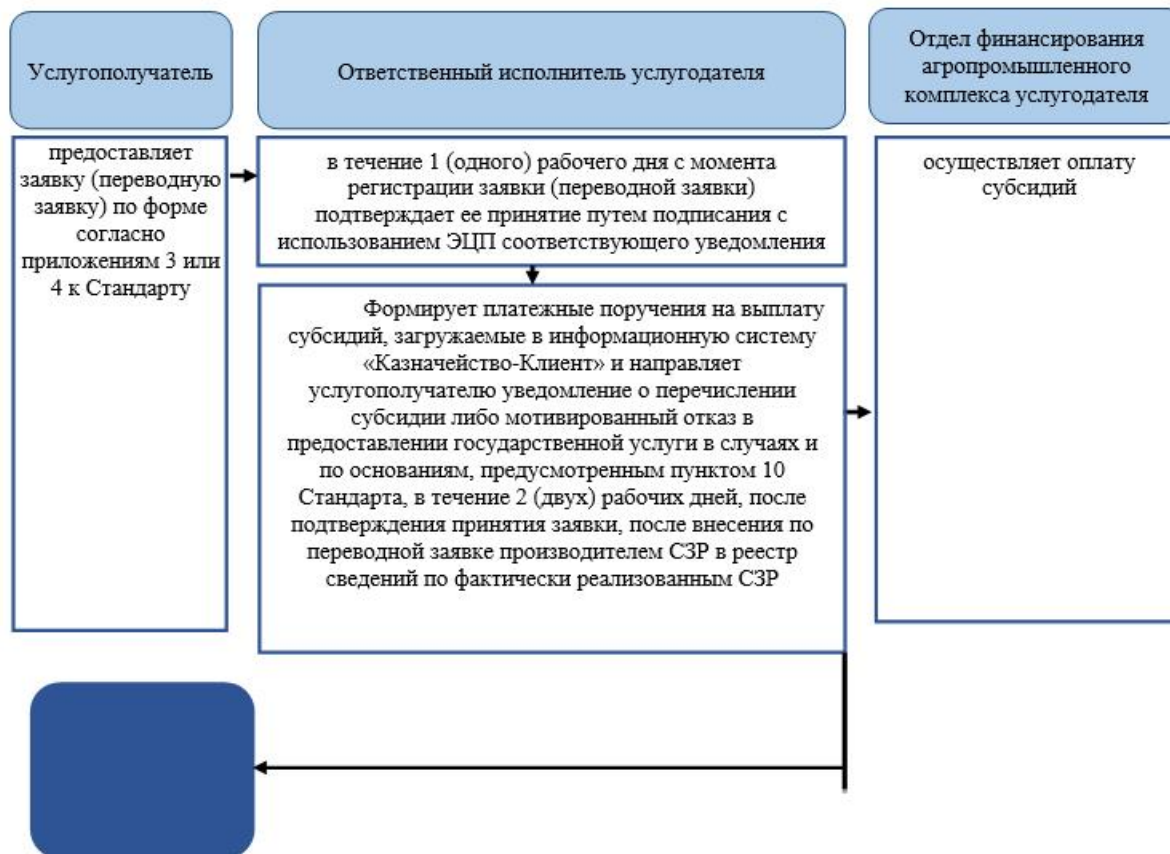 Услугополучатель
Ответственный исполнитель услугодателя
Отдел финансирования
агропромышленного
комплекса услугодателя
предоставляет
заявку (переводную
заявку) по форме
согласно
приложениям 3 или
4 к Стандарту
в течение 1 (одного) рабочего дня с момента
регистрации заявки (переводной заявки)
подтверждает ее принятие путем подписания с
использованием ЭЦП соответствующего уведомления
Формирует платежные поручения на выплату
субсидий, загружаемые в информационную систему
«Казначейство-Клиент» и направляет
услугополучателю уведомление о перечислении
субсидии либо мотивированный отказ в
предоставлении государственной услуги в случаях и
по основаниям, предусмотренным пунктом 10
Стандарта, в течение 2 (двух) рабочих дней, после
подтверждения принятия заявки, после внесения по
переводной заявке производителем СЗР в реестр
сведений по фактически реализованным СЗР
осуществляет оплату
субсидий